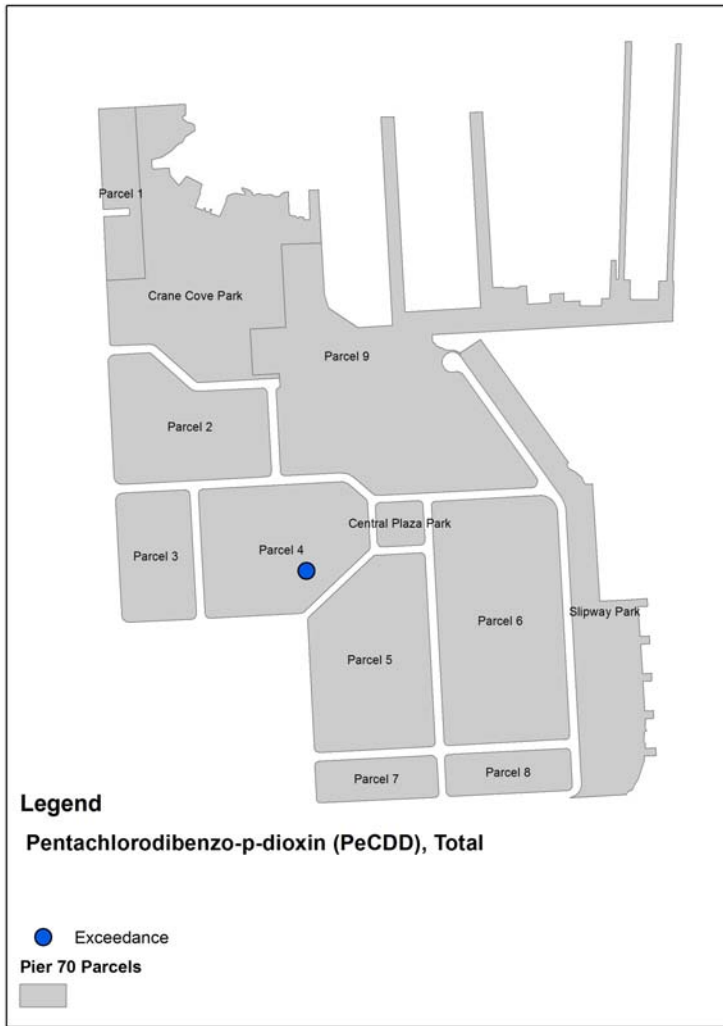 Parcel 1
Crane Cove Park
Parcel 9
Parcel 2
Central Plaza Park
Parcel 4
Parcel 3
Slipway Park
Parcel 6
Parcel 5
Parcel 8
Parcel 7
Legend
Pentachlorodibenzo-p-dioxin (PeCDD), Total
Exceedance
Pier 70 Parcels